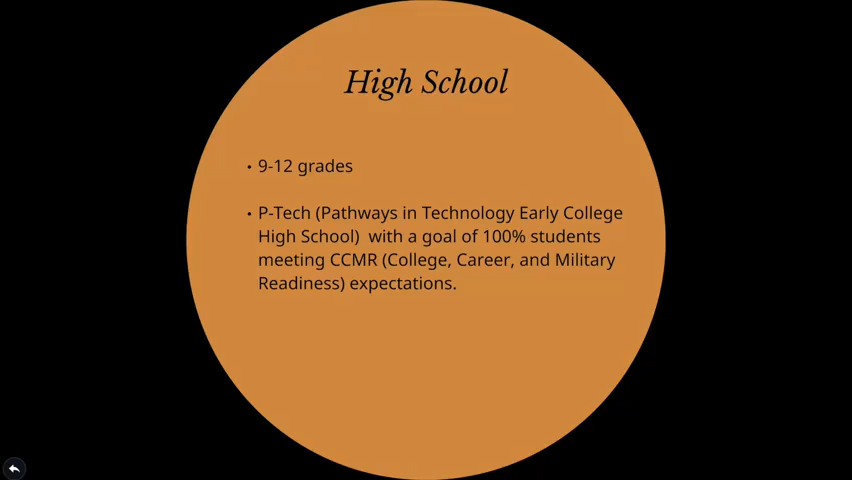 High School
• 9-12 grades
• P-Tech (Pathways in Technology Early College
High School)  with a goal of 100% students
meeting CCMR (College, Career, and Military
Readiness) expectations.